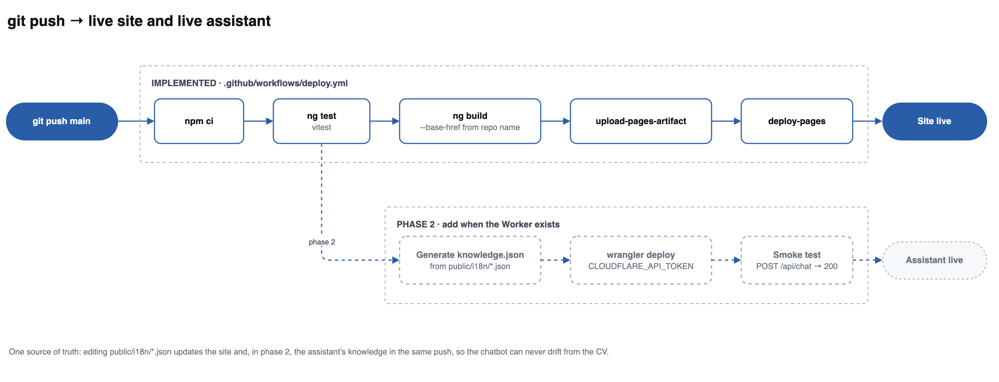 git push → live site and live assistant
IMPLEMENTED · .github/workflows/deploy.yml
git push main
npm ci
ng test
vitest
ng build
--base-href from repo name
upload-pages-artifact
deploy-pages
Site live
phase 2
PHASE 2 · add when the Worker exists
Generate knowledge.json
from public/i18n/*.json
wrangler deploy
CLOUDFLARE_API_TOKEN
Smoke test
POST /api/chat → 200
Assistant live
One source of truth: editing public/i18n/*.json updates the site and, in phase 2, the assistant’s knowledge in the same push, so the chatbot can never drift from the CV.